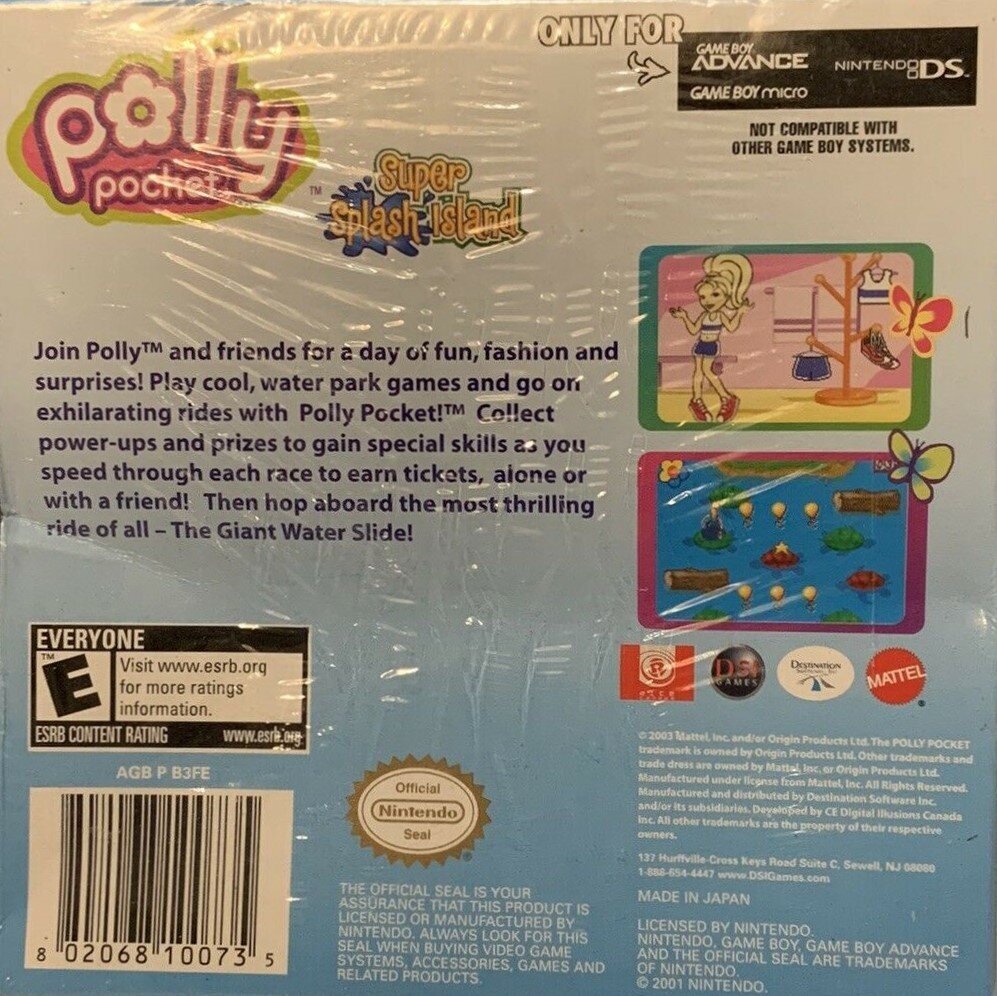 ONLY FOR
GAME BOY
ADVANCE
NINTENDO DS™
GAME BOY micro
NOT COMPATIBLE WITH
OTHER GAME BOY SYSTEMS.
polly
pocket
™
Super
Splash Island
Join Polly™ and friends for a day of fun, fashion and
surprises! Play cool, water park games and go on
exhilarating rides with Polly Pocket!™ Collect
power-ups and prizes to gain special skills as you
speed through each race to earn tickets, alone or
with a friend! Then hop aboard the most thrilling
ride of all – The Giant Water Slide!
EVERYONE
™
E
Visit www.esrb.org
for more ratings
information.
ESRB CONTENT RATING www.esrb.org
AGB P B3FE
8 02068 10073 5
Official
Nintendo
Seal
®
THE OFFICIAL SEAL IS YOUR
ASSURANCE THAT THIS PRODUCT IS
LICENSED OR MANUFACTURED BY
NINTENDO. ALWAYS LOOK FOR THIS
SEAL WHEN BUYING VIDEO GAME
SYSTEMS, ACCESSORIES, GAMES AND
RELATED PRODUCTS.
DSI
GAMES
DESTINATION
MATTEL
®
© 2003 Mattel, Inc. and/or Origin Products Ltd. The POLLY POCKET
trademark is owned by Origin Products Ltd. Other trademarks and
trade dress are owned by Mattel, Inc. or Origin Products Ltd.
Manufactured under license from Mattel, Inc. All Rights Reserved.
Manufactured and distributed by Destination Software Inc.
and/or its subsidiaries. Developed by CE Digital Illusions Canada
Inc. All other trademarks are the property of their respective
owners.
137 Hurffville-Cross Keys Road Suite C, Sewell, NJ 08080
1-888-654-4447 www.DSIGames.com
MADE IN JAPAN
LICENSED BY NINTENDO.
NINTENDO, GAME BOY, GAME BOY ADVANCE
AND THE OFFICIAL SEAL ARE TRADEMARKS
OF NINTENDO.
© 2001 NINTENDO.